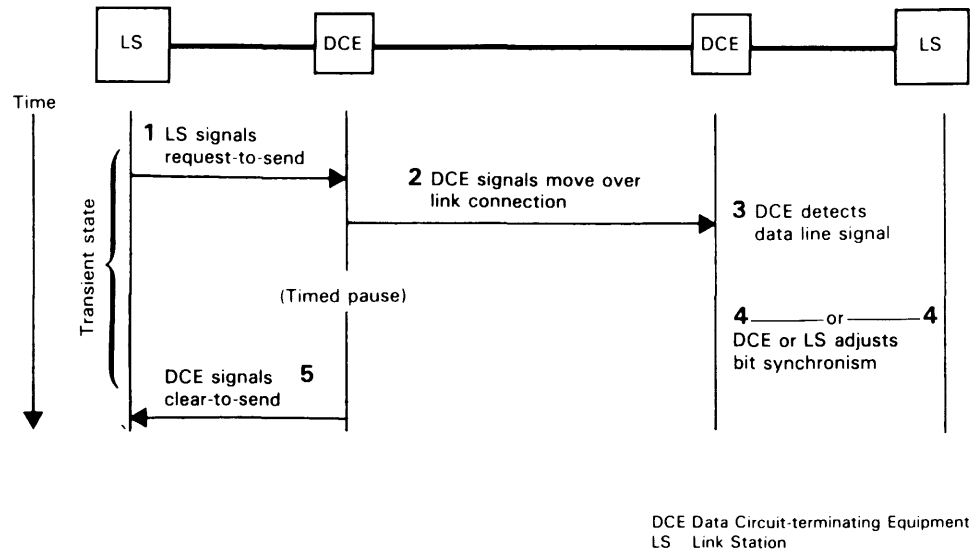 LS
DCE
DCE
LS
Time
Transient state
1 LS signals
request-to-send
2 DCE signals move over
link connection
3 DCE detects
data line signal
(Timed pause)
4 or 4
DCE or LS adjusts
bit synchronism
DCE signals 5
clear-to-send
DCE Data Circuit-terminating Equipment
LS Link Station